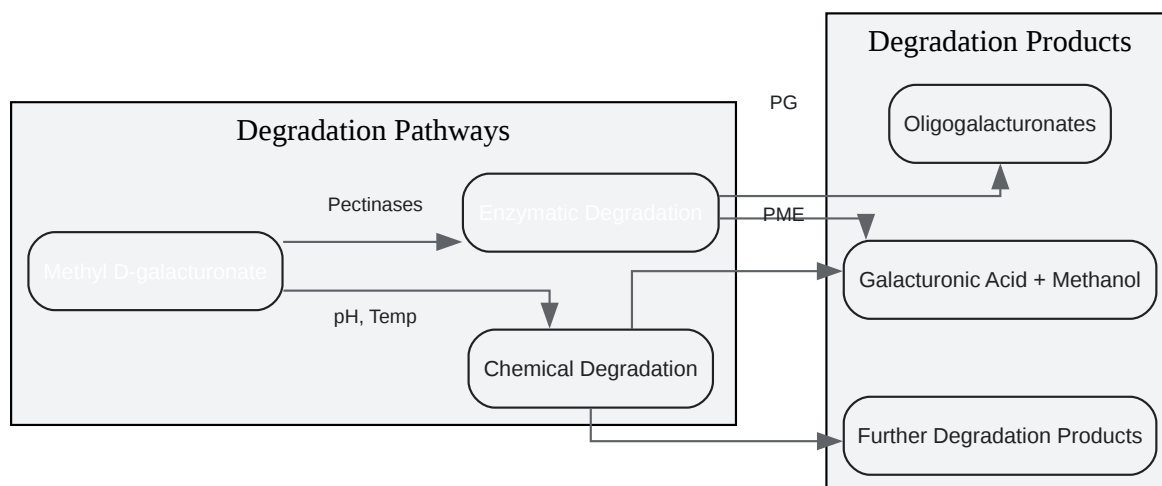 Degradation Products
PG
Oligogalacturonates
Degradation Pathways
Pectinases
Enzymatic Degradation
PME
Methyl D-galacturonate
Galacturonic Acid + Methanol
pH, Temp
Chemical Degradation
Further Degradation Products